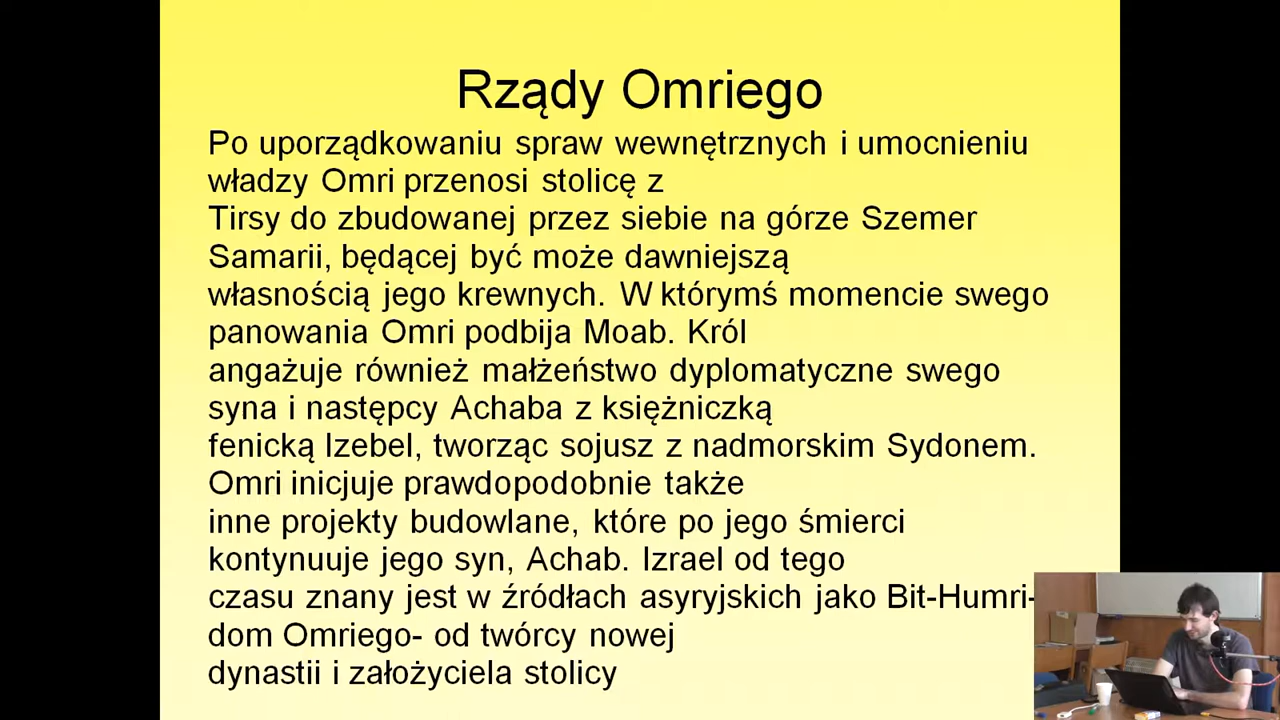 Rządy Omriego
Po uporządkowaniu spraw wewnętrznych i umocnieniu
władzy Omri przenosi stolicę z
Tirsy do zbudowanej przez siebie na górze Szemer
Samarii, będącej być może dawniejszą
własnością jego krewnych. W którymś momencie swego
panowania Omri podbija Moab. Król
angażuje również małżeństwo dyplomatyczne swego
syna i następcy Achaba z księżniczką
fenicką Izebel, tworząc sojusz z nadmorskim Sydonem.
Omri inicjuje prawdopodobnie także
inne projekty budowlane, które po jego śmierci
kontynuuje jego syn, Achab. Izrael od tego
czasu znany jest w źródłach asyryjskich jako Bit-Humri-
dom Omriego- od twórcy nowej
dynastii i założyciela stolicy